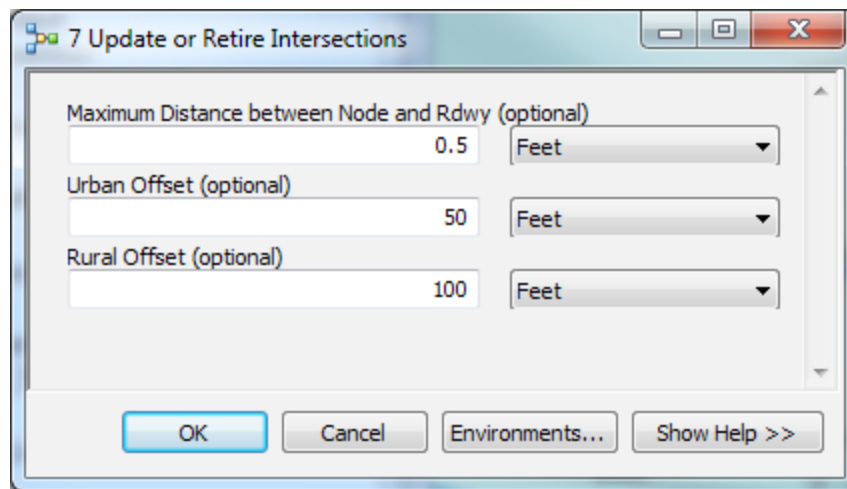 7 Update or Retire Intersections
Maximum Distance between Node and Rdwy (optional)
0.5 Feet
Urban Offset (optional)
50 Feet
Rural Offset (optional)
100 Feet
OK Cancel Environments... Show Help >>